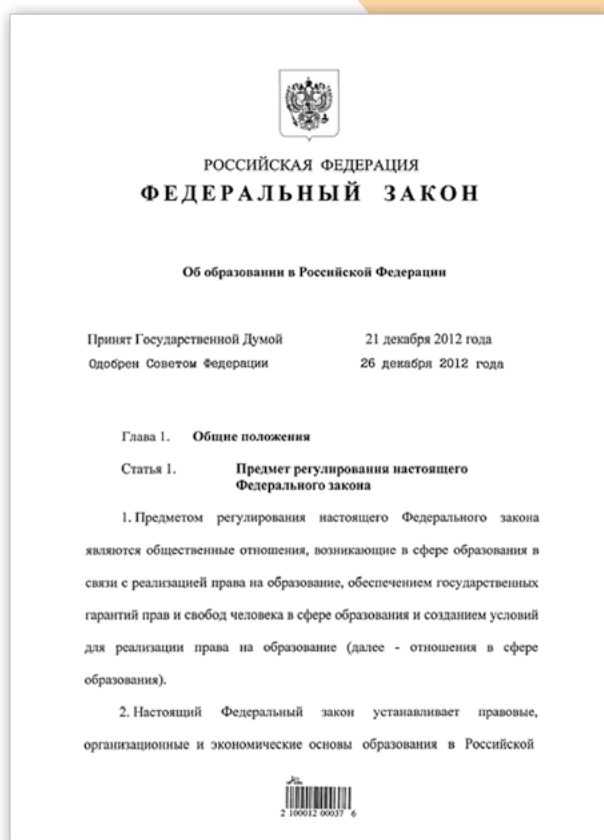 РОССИЙСКАЯ ФЕДЕРАЦИЯ
ФЕДЕРАЛЬНЫЙ ЗАКОН
Об образовании в Российской Федерации
Принят Государственной Думой 21 декабря 2012 года
Одобрен Советом Федерации 26 декабря 2012 года
Глава 1. Общие положения
Статья 1. Предмет регулирования настоящего
Федерального закона
1. Предметом регулирования настоящего Федерального закона
являются общественные отношения, возникающие в сфере образования в
связи с реализацией права на образование, обеспечением государственных
гарантий прав и свобод человека в сфере образования и созданием условий
для реализации права на образование (далее - отношения в сфере
образования).
2. Настоящий Федеральный закон устанавливает правовые,
организационные и экономические основы образования в Российской
2 100012 00037 6